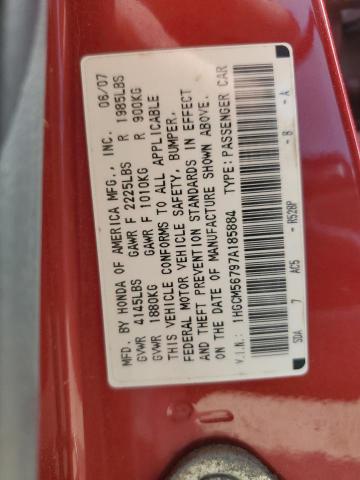 MFD. BY HONDA OF AMERICA MFG., INC. 06/07
GVWR 4145LBS GAWR F 2225LBS R 1985LBS
GVWR 1880KG GAWR F 1010KG R 900KG
THIS VEHICLE CONFORMS TO ALL APPLICABLE
FEDERAL MOTOR VEHICLE SAFETY, BUMPER,
AND THEFT PREVENTION STANDARDS IN EFFECT
ON THE DATE OF MANUFACTURE SHOWN ABOVE.
V.I.N.: 1HGCM56797A185884 TYPE: PASSENGER CAR
SDA 7 AC5 - R528P - B - A